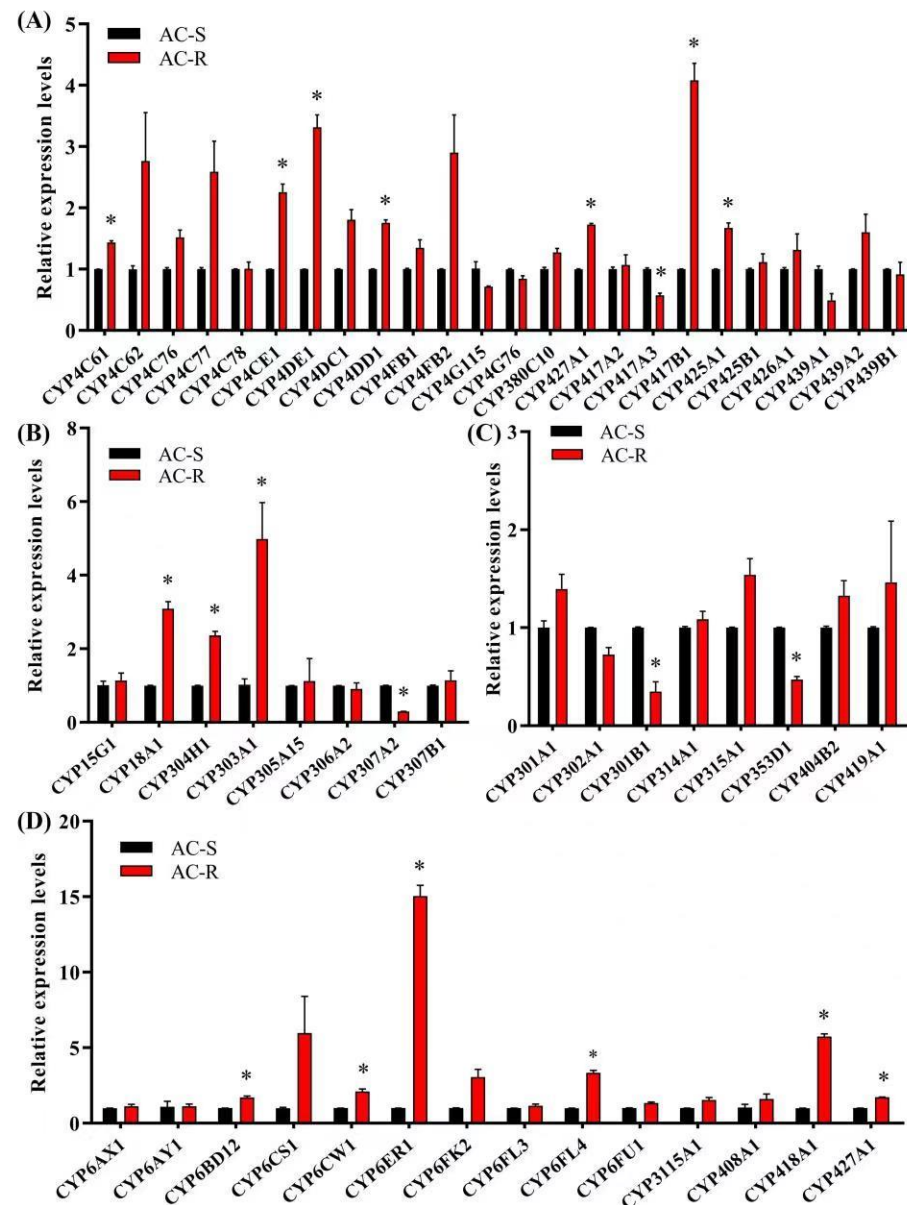 (A)
AC-S
AC-R
Relative expression levels
5
4
3
2
1
0
*
*
*
*
*
*
*
*
CYP4C61
CYP4C62
CYP4C76
CYP4C77
CYP4C78
CYP4CE1
CYP4DE1
CYP4DC1
CYP4DD1
CYP4FB1
CYP4FB2
CYP4G115
CYP4G76
CYP380C10
CYP427A1
CYP417A2
CYP417A3
CYP417B1
CYP425A1
CYP425B1
CYP426A1
CYP439A1
CYP439A2
CYP439B1
(B)
AC-S
AC-R
Relative expression levels
8
6
4
2
0
*
*
*
*
CYP15G1
CYP18A1
CYP304H1
CYP303A1
CYP305A15
CYP306A2
CYP307A2
CYP307B1
(C)
AC-S
AC-R
Relative expression levels
3
2
1
0
*
*
CYP301A1
CYP302A1
CYP301B1
CYP314A1
CYP315A1
CYP353D1
CYP404B2
CYP419A1
(D)
AC-S
AC-R
Relative expression levels
20
15
10
5
0
*
*
*
*
*
*
CYP6AX1
CYP6AY1
CYP6BD12
CYP6CS1
CYP6CW1
CYP6ER1
CYP6FK2
CYP6FL3
CYP6FL4
CYP6FU1
CYP3115A1
CYP408A1
CYP418A1
CYP427A1